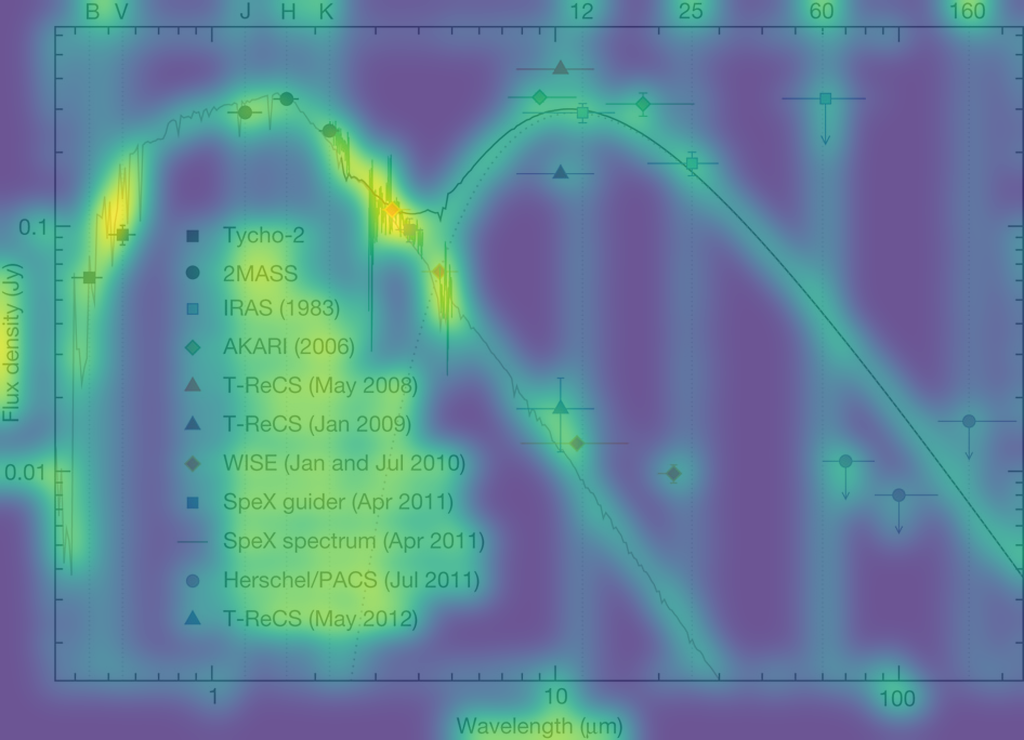 B V J H K 12 25 60 160
0.1
0.01
Flux density (Jy)
Tycho-2
2MASS
IRAS (1983)
AKARI (2006)
T-ReCS (May 2008)
T-ReCS (Jan 2009)
WISE (Jan and Jul 2010)
SpeX guider (Apr 2011)
SpeX spectrum (Apr 2011)
Herschel/PACS (Jul 2011)
T-ReCS (May 2012)
1 10 100
Wavelength (μm)